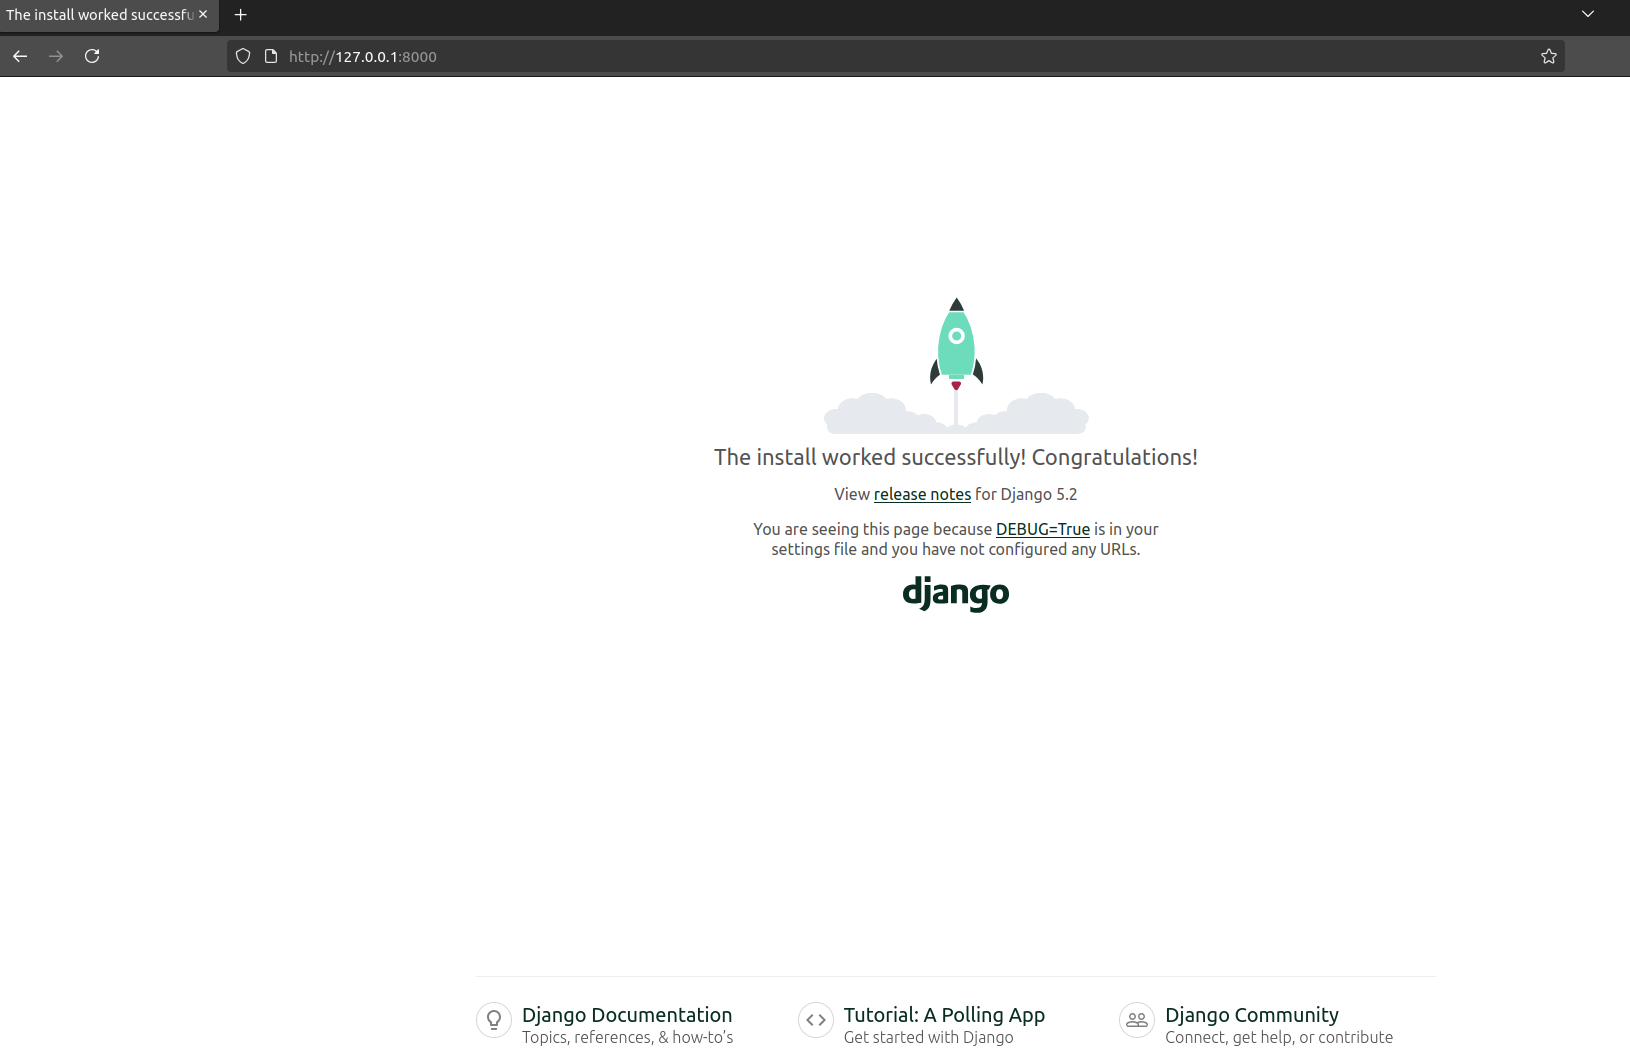 The install worked successfu
http://127.0.0.1:8000
The install worked successfully! Congratulations!
View release notes for Django 5.2
You are seeing this page because DEBUG=True is in your
settings file and you have not configured any URLs.
django
Django Documentation
Topics, references, & how-to’s
Tutorial: A Polling App
Get started with Django
Django Community
Connect, get help, or contribute